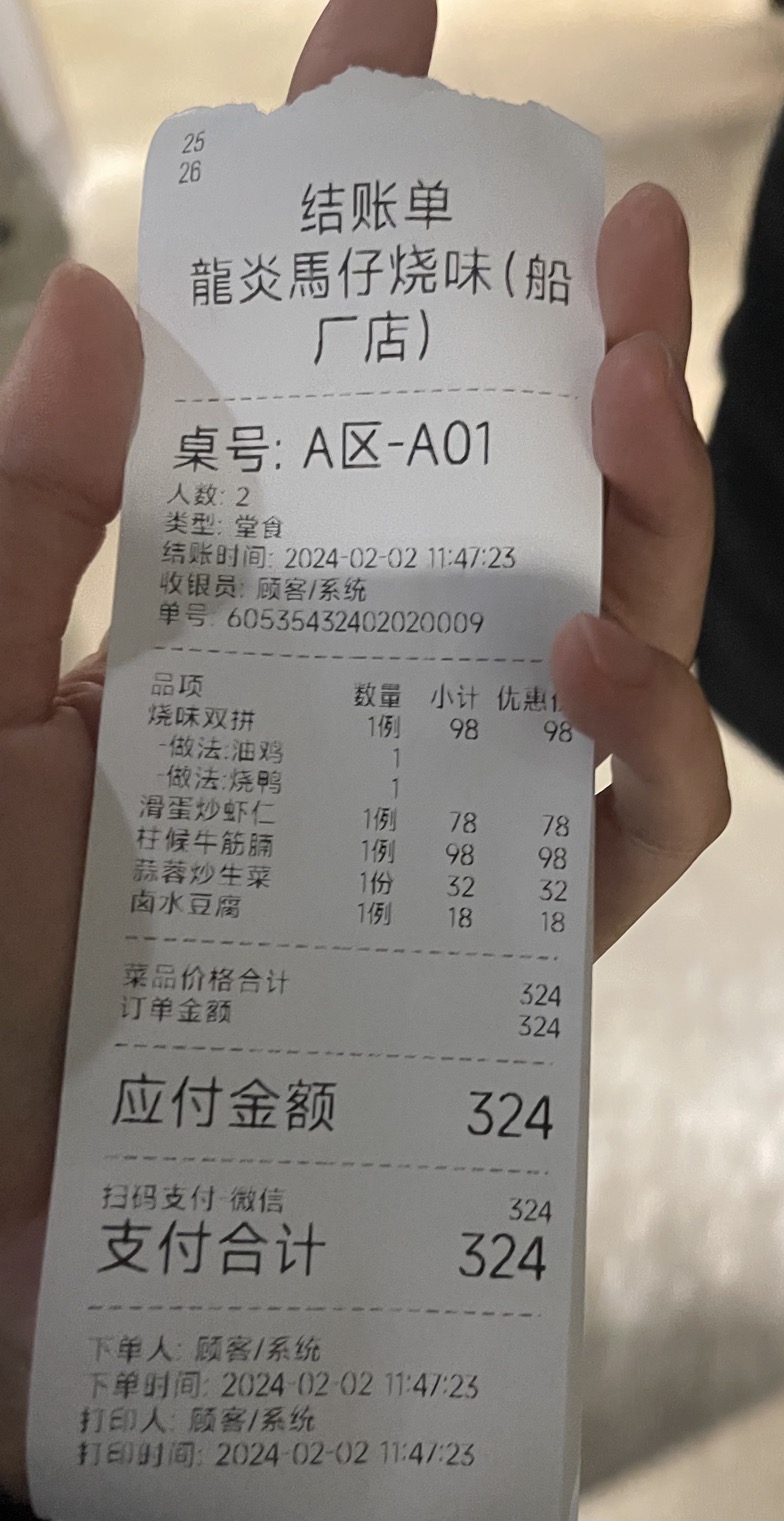 25
26
结账单
龍炎馬仔烧味(船
厂店)
桌号: A区-A01
人数: 2
类型: 堂食
结账时间: 2024-02-02 11:47:23
收银员: 顾客/系统
单号: 60535432402020009
品项 数量 小计 优惠
烧味双拼 1例 98 98
-做法:油鸡 1
-做法:烧鸭 1
滑蛋炒虾仁 1例 78 78
柱候牛筋腩 1例 98 98
蒜蓉炒生菜 1份 32 32
卤水豆腐 1例 18 18
菜品价格合计 324
订单金额 324
应付金额 324
扫码支付-微信 324
支付合计 324
下单人: 顾客/系统
下单时间: 2024-02-02 11:47:23
打印人: 顾客/系统
打印时间: 2024-02-02 11:47:23